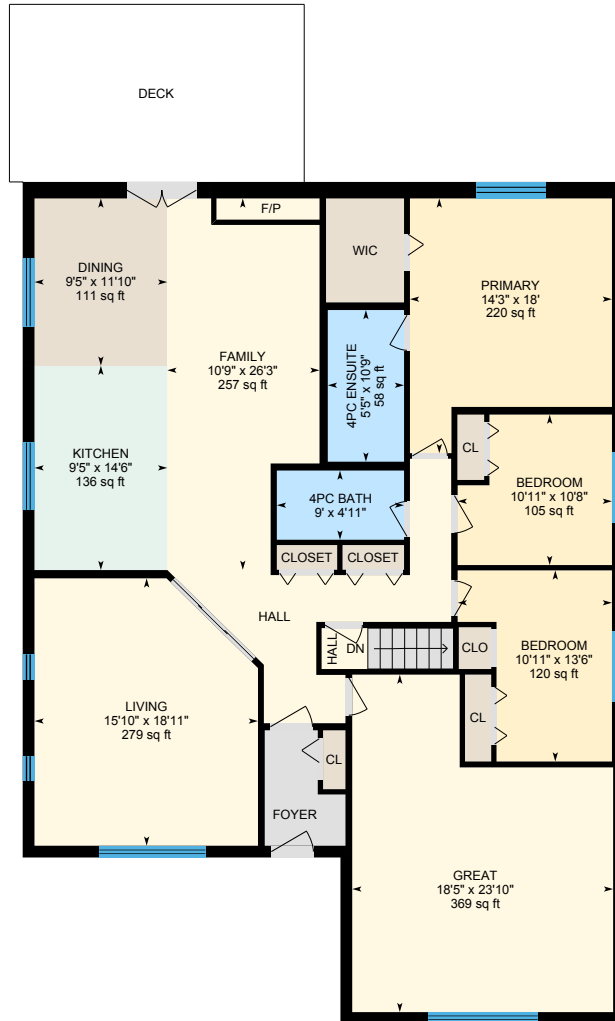 DECK
F/P
WIC
DINING
9'5" x 11'10"
111 sq ft
PRIMARY
14'3" x 18'
220 sq ft
FAMILY
10'9" x 26'3"
257 sq ft
4PC ENSUITE
5'5" x 10'9"
58 sq ft
KITCHEN
9'5" x 14'6"
136 sq ft
CL
BEDROOM
10'11" x 10'8"
105 sq ft
4PC BATH
9' x 4'11"
CLOSET
CLOSET
HALL
HALL
DN
CLO
BEDROOM
10'11" x 13'6"
120 sq ft
LIVING
15'10" x 18'11"
279 sq ft
CL
CL
FOYER
GREAT
18'5" x 23'10"
369 sq ft